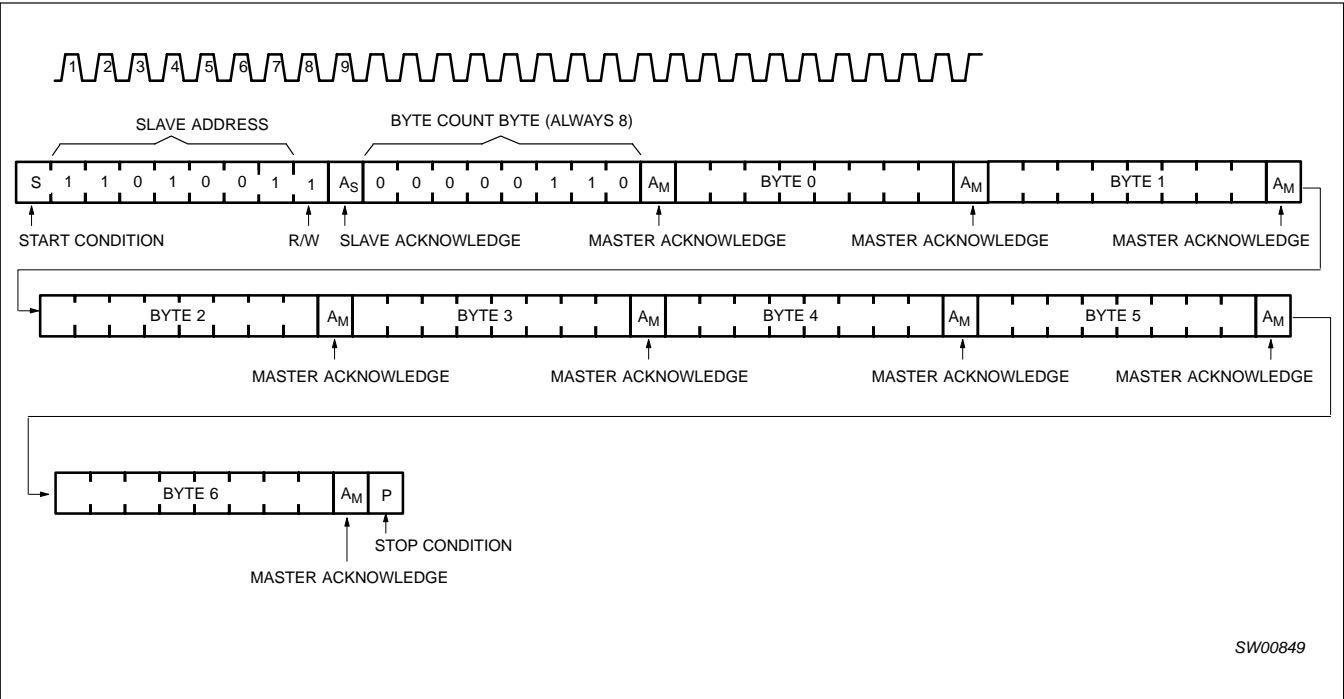 1 2 3 4 5 6 7 8 9
SLAVE ADDRESS BYTE COUNT BYTE (ALWAYS 8)
S 1 1 0 1 0 0 1 1 AS 0 0 0 0 0 1 1 0 AM BYTE 0 AM BYTE 1 AM
START CONDITION R/W SLAVE ACKNOWLEDGE MASTER ACKNOWLEDGE MASTER ACKNOWLEDGE MASTER ACKNOWLEDGE
BYTE 2 AM BYTE 3 AM BYTE 4 AM BYTE 5 AM
MASTER ACKNOWLEDGE MASTER ACKNOWLEDGE MASTER ACKNOWLEDGE MASTER ACKNOWLEDGE
BYTE 6 AM P
STOP CONDITION
MASTER ACKNOWLEDGE
SW00849